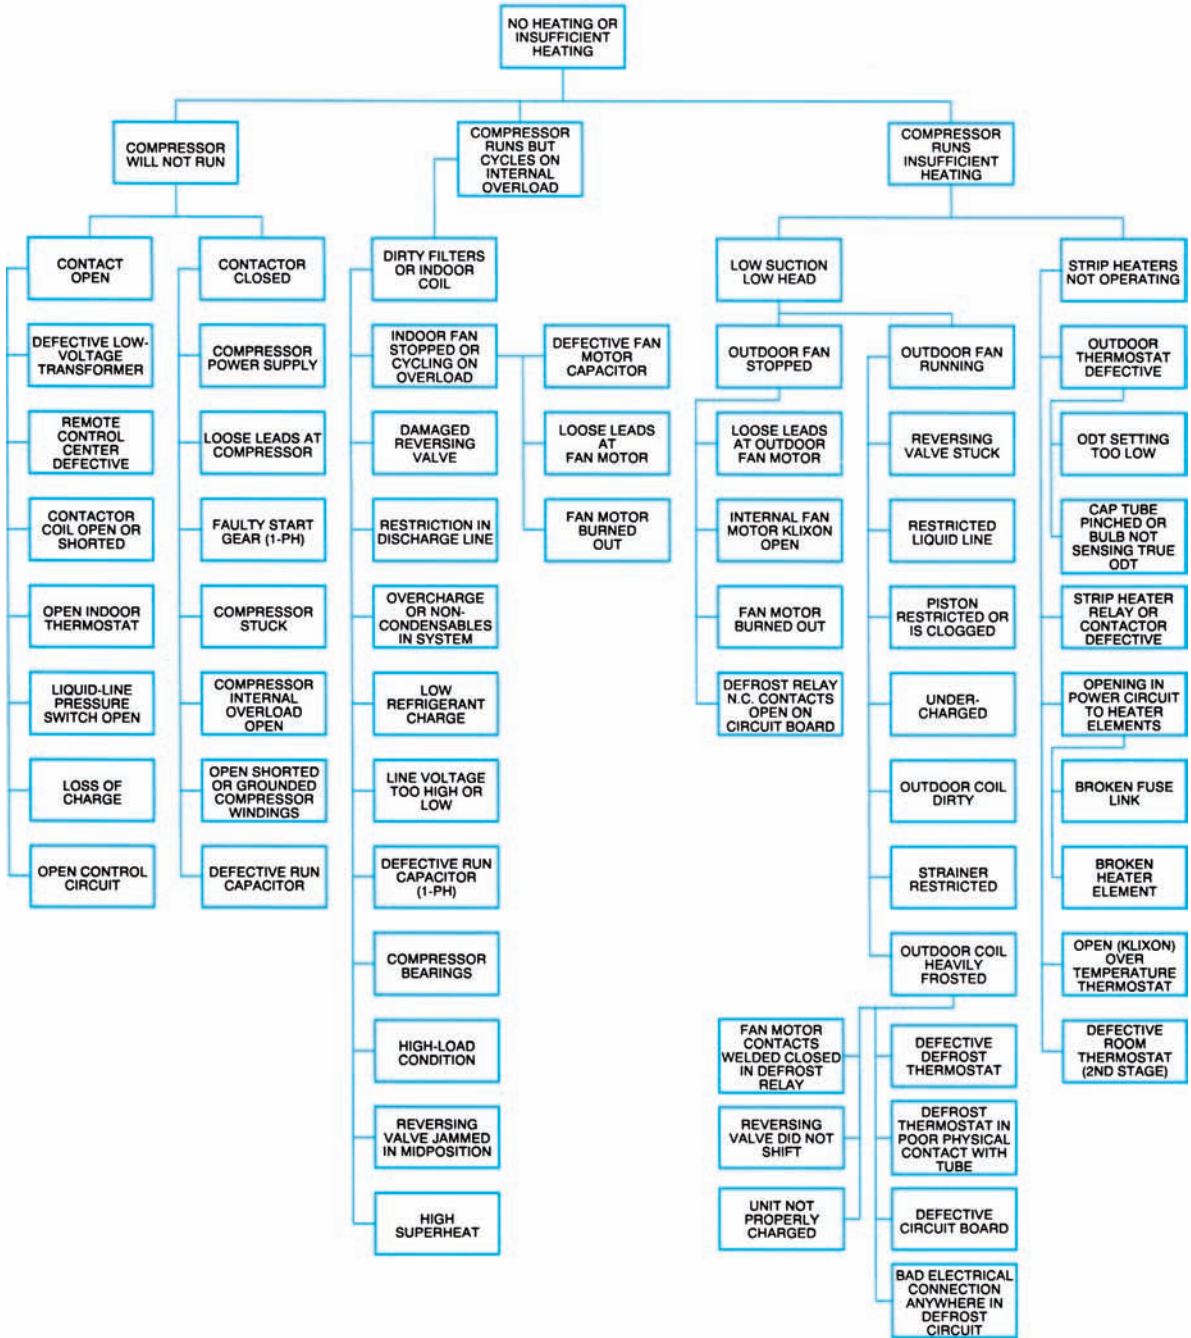 NO HEATING OR
INSUFFICIENT
HEATING
COMPRESSOR
WILL NOT RUN
COMPRESSOR
RUNS BUT
CYCLES ON
INTERNAL
OVERLOAD
COMPRESSOR
RUNS
INSUFFICIENT
HEATING
CONTACT
OPEN
DEFECTIVE LOW-
VOLTAGE
TRANSFORMER
REMOTE
CONTROL
CENTER
DEFECTIVE
CONTACTOR
COIL OPEN OR
SHORTED
OPEN INDOOR
THERMOSTAT
LIQUID-LINE
PRESSURE
SWITCH OPEN
LOSS OF
CHARGE
OPEN CONTROL
CIRCUIT
CONTACTOR
CLOSED
COMPRESSOR
POWER SUPPLY
LOOSE LEADS AT
COMPRESSOR
FAULTY START
GEAR (1-PH)
COMPRESSOR
STUCK
COMPRESSOR
INTERNAL
OVERLOAD
OPEN
OPEN SHORTED
OR GROUNDED
COMPRESSOR
WINDINGS
DEFECTIVE RUN
CAPACITOR
DIRTY FILTERS
OR INDOOR
COIL
INDOOR FAN
STOPPED OR
CYCLING ON
OVERLOAD
DEFECTIVE FAN
MOTOR
CAPACITOR
LOOSE LEADS
AT
FAN MOTOR
FAN MOTOR
BURNED
OUT
DAMAGED
REVERSING
VALVE
RESTRICTION IN
DISCHARGE LINE
OVERCHARGE
OR NON-
CONDENSABLES
IN SYSTEM
LOW
REFRIGERANT
CHARGE
LINE VOLTAGE
TOO HIGH OR
LOW
DEFECTIVE RUN
CAPACITOR
(1-PH)
COMPRESSOR
BEARINGS
HIGH-LOAD
CONDITION
REVERSING
VALVE JAMMED
IN MIDPOSITION
HIGH
SUPERHEAT
LOW SUCTION
LOW HEAD
OUTDOOR FAN
STOPPED
LOOSE LEADS
AT OUTDOOR
FAN MOTOR
INTERNAL FAN
MOTOR KLIXON
OPEN
FAN MOTOR
BURNED OUT
DEFROST RELAY
N.C. CONTACTS
OPEN ON
CIRCUIT BOARD
OUTDOOR FAN
RUNNING
REVERSING
VALVE STUCK
RESTRICTED
LIQUID LINE
PISTON
RESTRICTED OR
IS CLOGGED
UNDER-
CHARGED
OUTDOOR COIL
DIRTY
STRAINER
RESTRICTED
OUTDOOR COIL
HEAVILY
FROSTED
FAN MOTOR
CONTACTS
WELDED CLOSED
IN DEFROST
RELAY
REVERSING
VALVE DID NOT
SHIFT
UNIT NOT
PROPERLY
CHARGED
DEFECTIVE
DEFROST
THERMOSTAT
DEFROST
THERMOSTAT IN
POOR PHYSICAL
CONTACT WITH
TUBE
DEFECTIVE
CIRCUIT BOARD
BAD ELECTRICAL
CONNECTION
ANYWHERE IN
DEFROST
CIRCUIT
STRIP HEATERS
NOT OPERATING
OUTDOOR
THERMOSTAT
DEFECTIVE
ODT SETTING
TOO LOW
CAP TUBE
PINCHED OR
BULB NOT
SENSING TRUE
ODT
STRIP HEATER
RELAY OR
CONTACTOR
DEFECTIVE
OPENING IN
POWER CIRCUIT
TO HEATER
ELEMENTS
BROKEN FUSE
LINK
BROKEN
HEATER
ELEMENT
OPEN (KLIXON)
OVER
TEMPERATURE
THERMOSTAT
DEFECTIVE
ROOM
THERMOSTAT
(2ND STAGE)